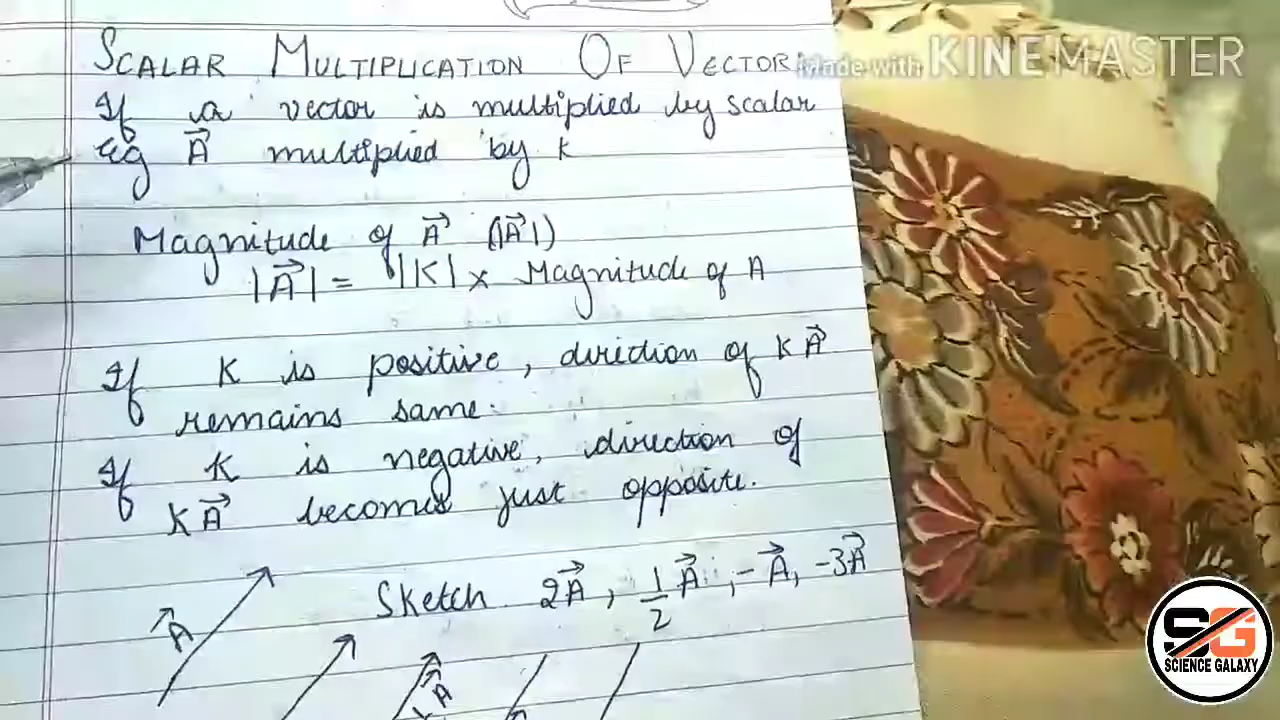 SCALAR MULTIPLICATION OF VECTOR
Made with KINEMASTER
If a vector is multiplied by scalar
eg A⃗ multiplied by K
Magnitude of A⃗ (|A⃗|)
|A⃗| = |K| × Magnitude of A
If K is positive, direction of K A⃗
remains same.
If K is negative, direction of
K A⃗ becomes just opposite.
Sketch 2A⃗, 1/2 A⃗, -A⃗, -3A⃗
A⃗
A⃗
SG
SCIENCE GALAXY